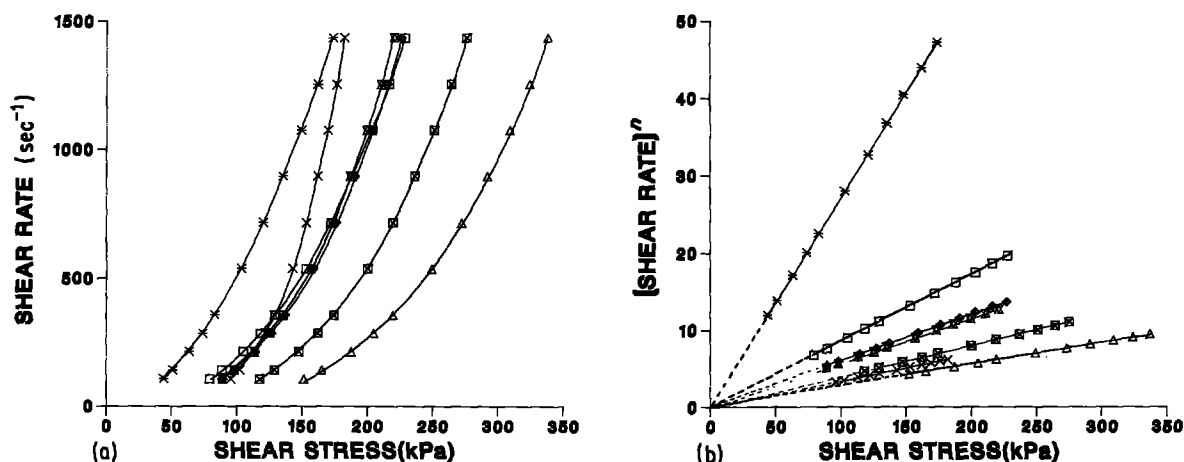 1500
1000
500
0
0 50 100 150 200 250 300 350
SHEAR RATE (sec⁻¹)
(a) SHEAR STRESS(kPa)
50
40
30
20
10
0
0 50 100 150 200 250 300 350
[SHEAR RATE]ⁿ
(b) SHEAR STRESS(kPa)